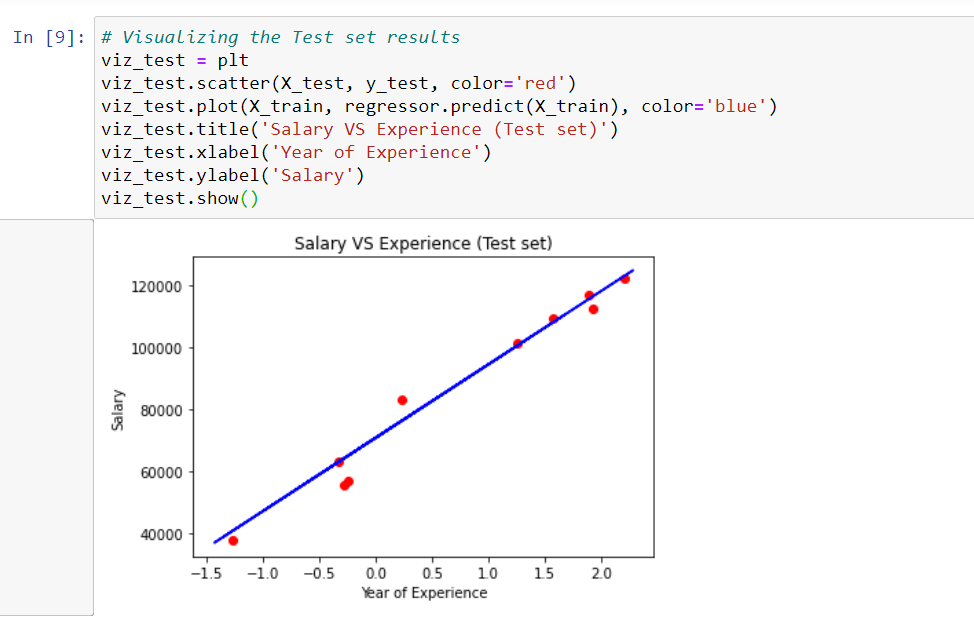 In [9]: # Visualizing the Test set results
viz_test = plt
viz_test.scatter(X_test, y_test, color='red')
viz_test.plot(X_train, regressor.predict(X_train), color='blue')
viz_test.title('Salary VS Experience (Test set)')
viz_test.xlabel('Year of Experience')
viz_test.ylabel('Salary')
viz_test.show()
Salary VS Experience (Test set)
120000
100000
80000
60000
40000
Salary
−1.5 −1.0 −0.5 0.0 0.5 1.0 1.5 2.0
Year of Experience